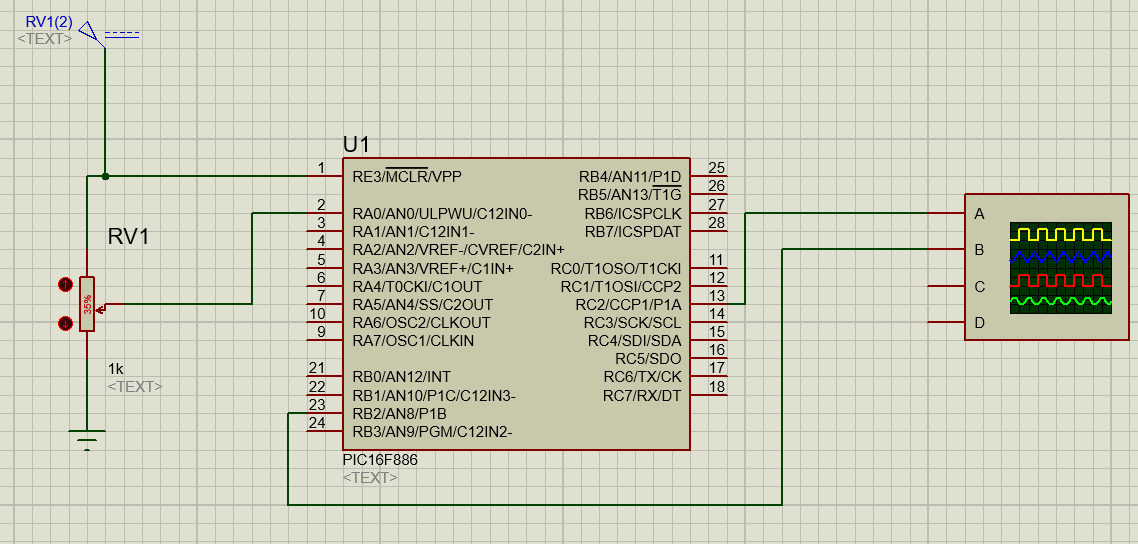 RV1(2)
<TEXT>
U1
1 RE3/MCLR/VPP
2 RA0/AN0/ULPWU/C12IN0-
3 RA1/AN1/C12IN1-
4 RA2/AN2/VREF-/CVREF/C2IN+
5 RA3/AN3/VREF+/C1IN+
6 RA4/T0CKI/C1OUT
7 RA5/AN4/SS/C2OUT
10 RA6/OSC2/CLKOUT
9 RA7/OSC1/CLKIN
21 RB0/AN12/INT
22 RB1/AN10/P1C/C12IN3-
23 RB2/AN8/P1B
24 RB3/AN9/PGM/C12IN2-
RB4/AN11/P1D 25
RB5/AN13/T1G 26
RB6/ICSPCLK 27
RB7/ICSPDAT 28
RC0/T1OSO/T1CKI 11
RC1/T1OSI/CCP2 12
RC2/CCP1/P1A 13
RC3/SCK/SCL 14
RC4/SDI/SDA 15
RC5/SDO 16
RC6/TX/CK 17
RC7/RX/DT 18
PIC16F886
<TEXT>
RV1
35%
1k
<TEXT>
A
B
C
D